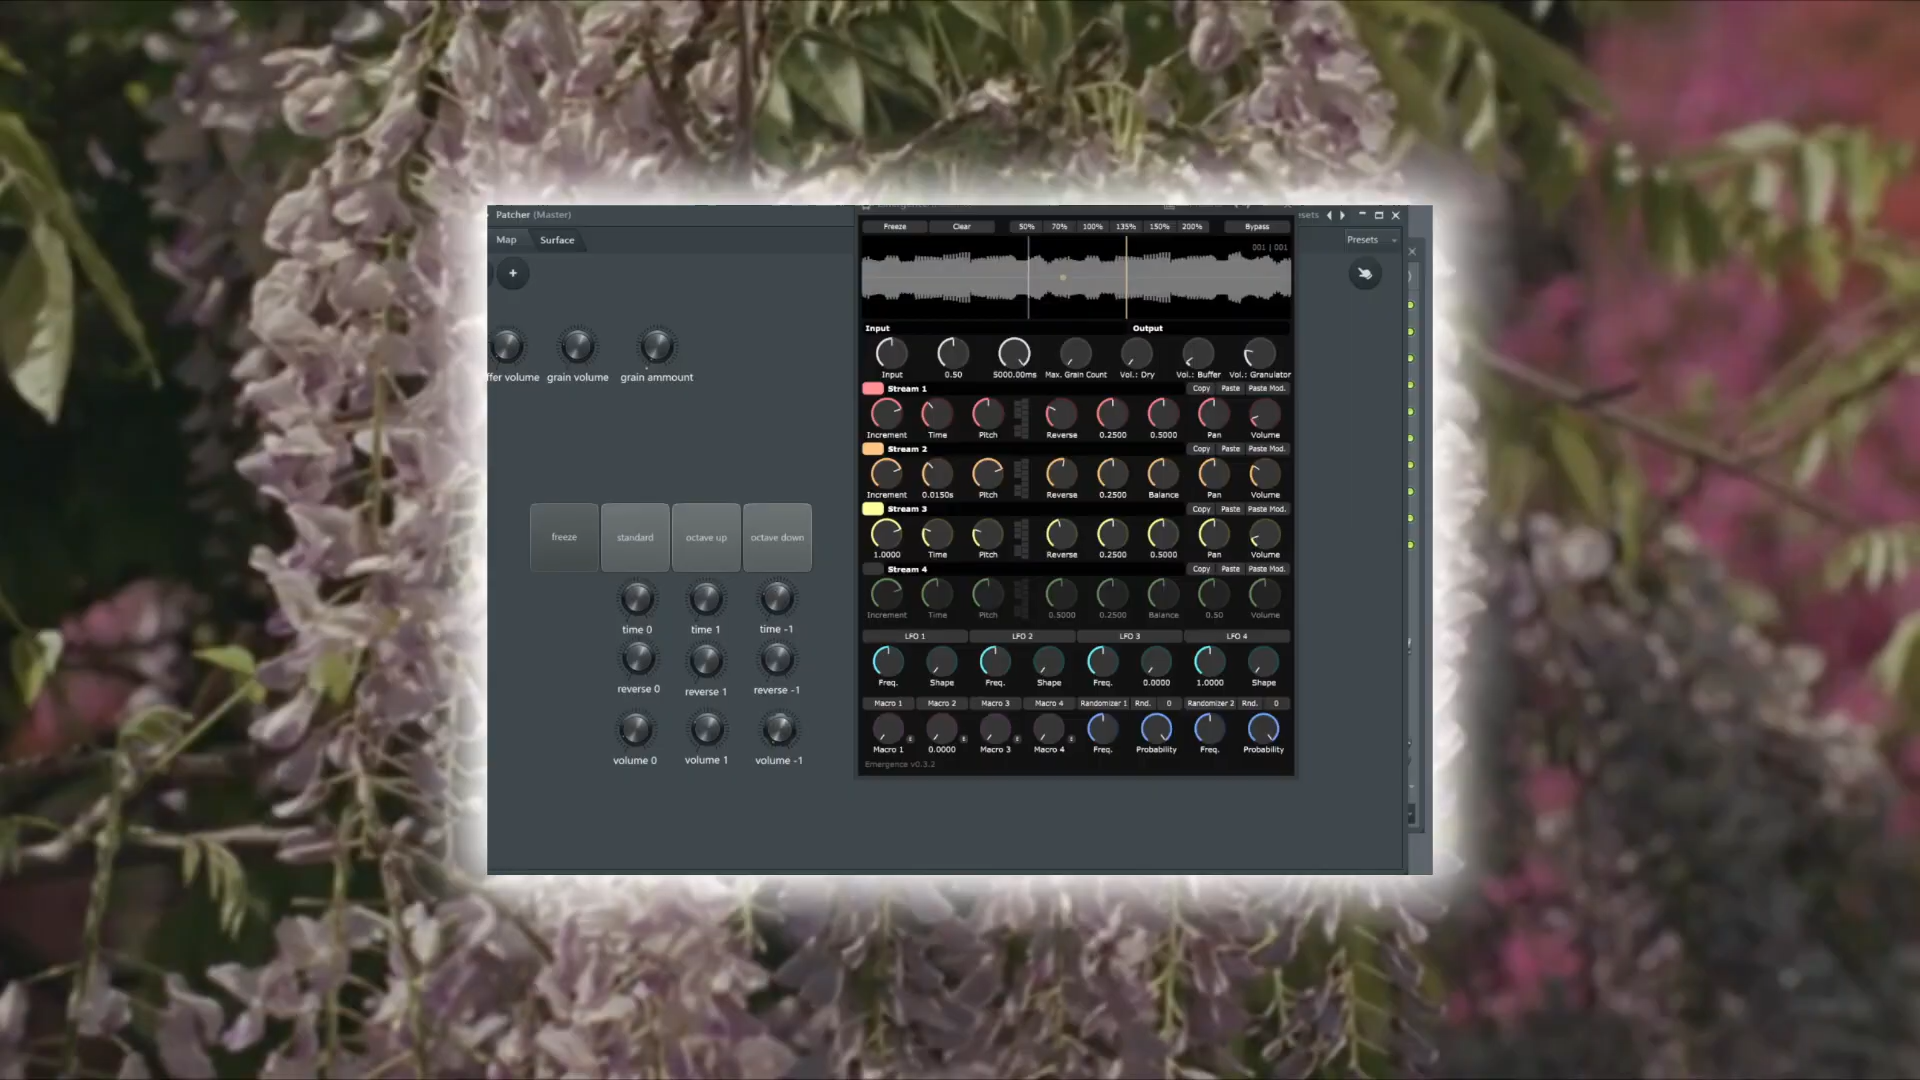 Patcher (Master)
Map Surface
Presets
ffer volume grain volume grain ammount
freeze standard octave up octave down
time 0 time 1 time -1
reverse 0 reverse 1 reverse -1
volume 0 volume 1 volume -1
Freeze Clear 50% 70% 100% 135% 150% 200% Bypass
001 | 001
Input Output
Input 0.50 5000.00ms Max. Grain Count Vol.: Dry Vol.: Buffer Vol.: Granulator
Stream 1 Copy Paste Paste Mod.
Increment Time Pitch Reverse 0.2500 0.5000 Pan Volume
Stream 2 Copy Paste Paste Mod.
Increment 0.0150s Pitch Reverse 0.2500 Balance Pan Volume
Stream 3 Copy Paste Paste Mod.
1.0000 Time Pitch Reverse 0.2500 0.5000 Pan Volume
Stream 4 Copy Paste Paste Mod.
Increment Time Pitch 0.5000 0.2500 Balance 0.50 Volume
LFO 1 LFO 2 LFO 3 LFO 4
Freq. Shape Freq. Shape Freq. 0.0000 1.0000 Shape
Macro 1 Macro 2 Macro 3 Macro 4 Randomizer 1 Rnd. 0 Randomizer 2 Rnd. 0
Macro 1 0.0000 Macro 3 Macro 4 Freq. Probability Freq. Probability
Emergence v0.3.2